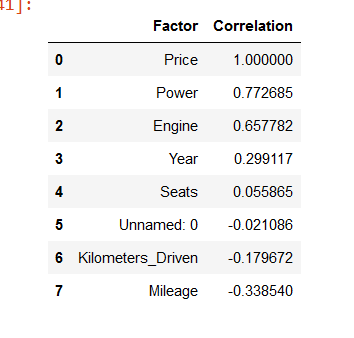 41]:
Factor Correlation
0 Price 1.000000
1 Power 0.772685
2 Engine 0.657782
3 Year 0.299117
4 Seats 0.055865
5 Unnamed: 0 -0.021086
6 Kilometers_Driven -0.179672
7 Mileage -0.338540